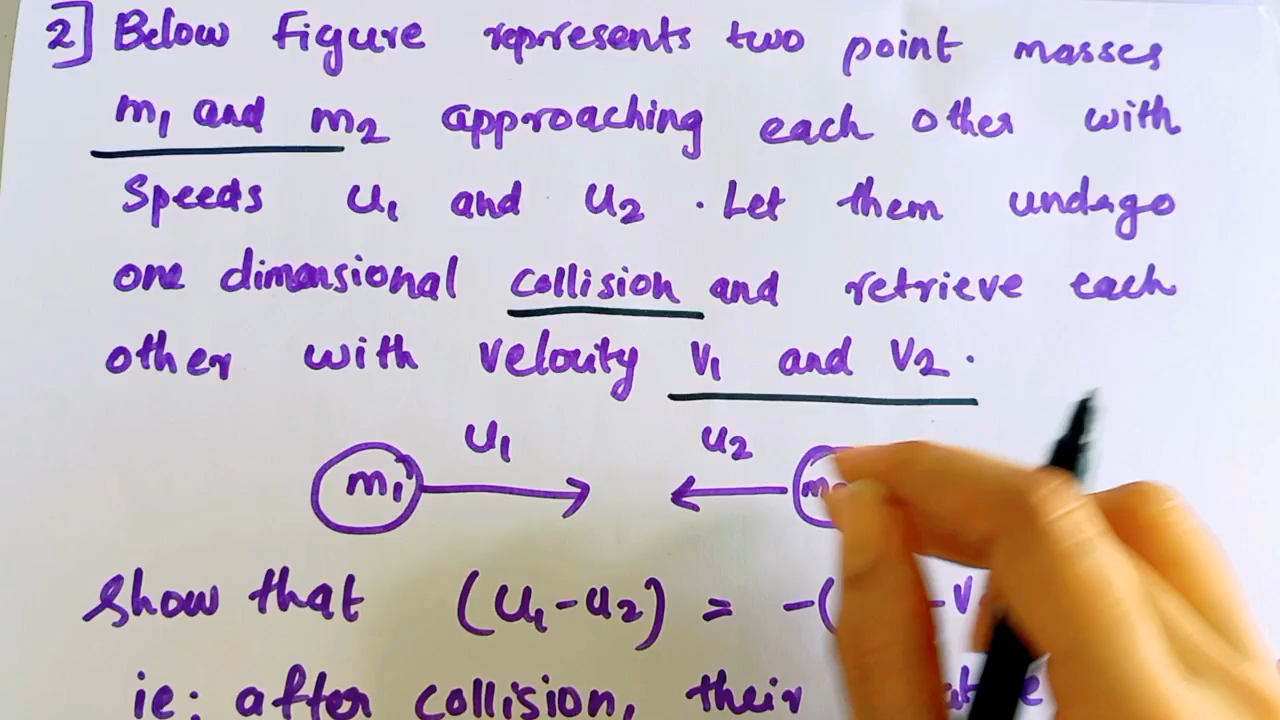 2] Below Figure represents two point masses
m₁ and m₂ approaching each other with
Speeds u₁ and u₂ . Let them undago
one dimensional collision and retrieve each
other with velouity v₁ and v₂ .
u₁ u₂
m₁
show that (u₁-u₂) = -( -v
ie: after collision, their